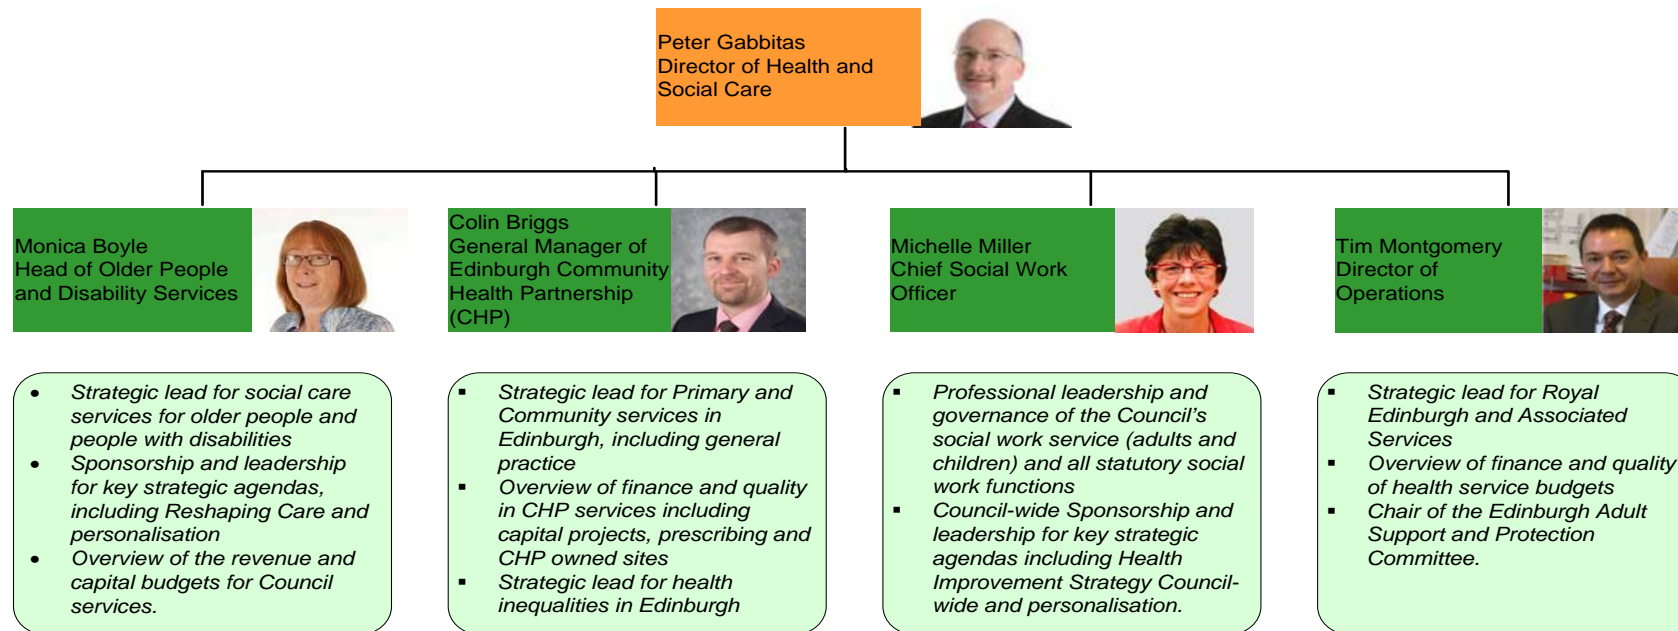 Peter Gabbitas
Director of Health and
Social Care
Monica Boyle
Head of Older People
and Disability Services
Colin Briggs
General Manager of
Edinburgh Community
Health Partnership
(CHP)
Michelle Miller
Chief Social Work
Officer
Tim Montgomery
Director of
Operations
• Strategic lead for social care
services for older people and
people with disabilities
• Sponsorship and leadership
for key strategic agendas,
including Reshaping Care and
personalisation
• Overview of the revenue and
capital budgets for Council
services.
▪ Strategic lead for Primary and
Community services in
Edinburgh, including general
practice
▪ Overview of finance and quality
in CHP services including
capital projects, prescribing and
CHP owned sites
▪ Strategic lead for health
inequalities in Edinburgh
▪ Professional leadership and
governance of the Council’s
social work service (adults and
children) and all statutory social
work functions
▪ Council-wide Sponsorship and
leadership for key strategic
agendas including Health
Improvement Strategy Council-
wide and personalisation.
▪ Strategic lead for Royal
Edinburgh and Associated
Services
▪ Overview of finance and quality
of health service budgets
▪ Chair of the Edinburgh Adult
Support and Protection
Committee.